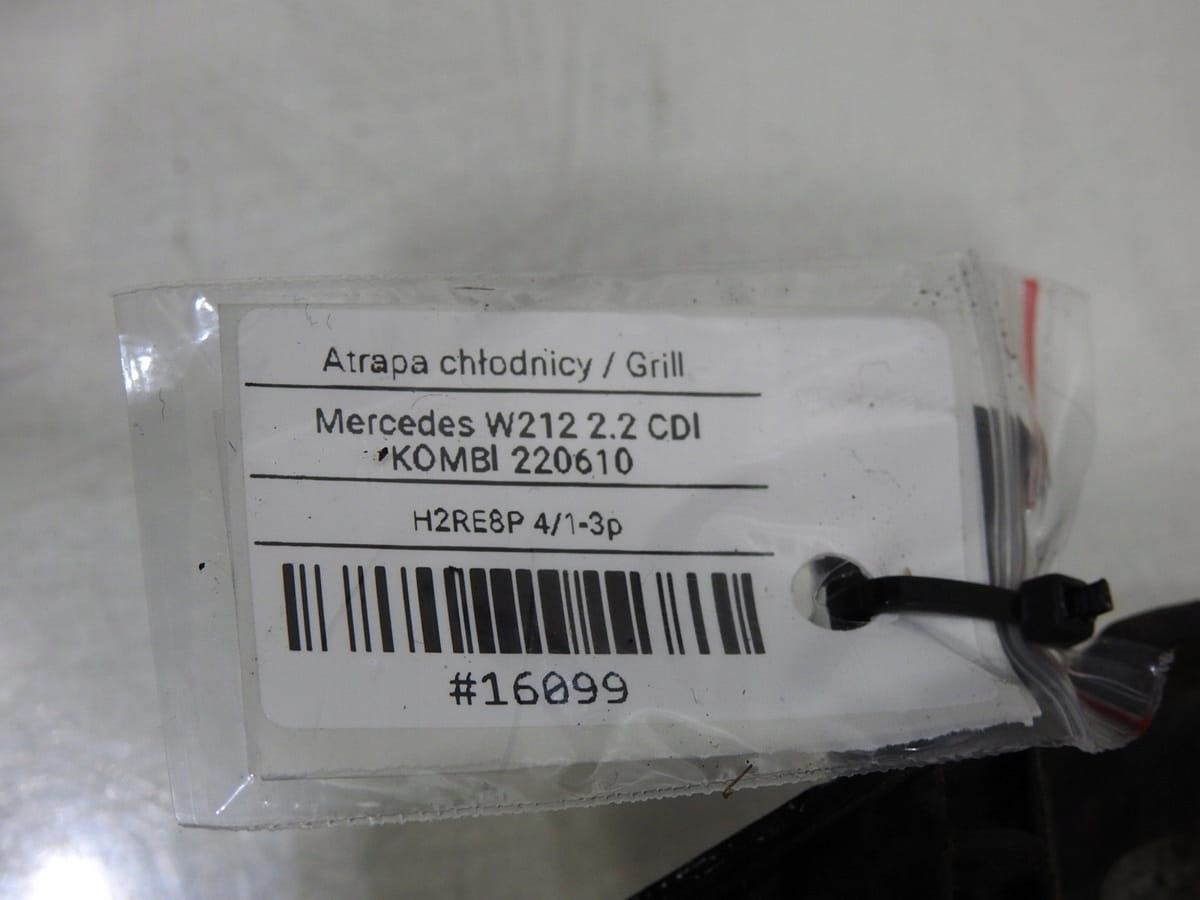 Atrapa chłodnicy / Grill
Mercedes W212 2.2 CDI
KOMBI 220610
H2RE8P 4/1-3p
#16099